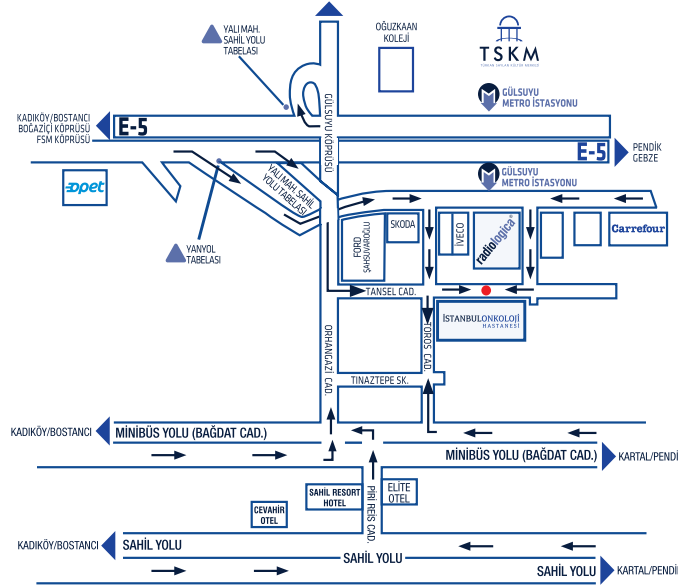 YALI MAH.
SAHİL YOLU
TABELASI
OĞUZKAAN
KOLEJİ
TSKM
GÜLSUYU
METRO İSTASYONU
KADIKÖY/BOSTANCI
BOĞAZİÇİ KÖPRÜSÜ
FSM KÖPRÜSÜ
E-5
GÜLSUYU KÖPRÜSÜ
E-5
PENDİK
GEBZE
GÜLSUYU
METRO İSTASYONU
opet
YALI MAH. SAHİL
YOLU TABELASI
YANYOL
TABELASI
FORD
ŞAHSUVAROĞLU
SKODA
İVECO
radiologica
Carrefour
TANSEL CAD.
İSTANBULONKOLOJİ
HASTANESİ
ORHANGAZİ CAD.
TOROS CAD.
TINAZTEPE SK.
KADIKÖY/BOSTANCI
MİNİBÜS YOLU (BAĞDAT CAD.)
MİNİBÜS YOLU (BAĞDAT CAD.)
KARTAL/PENDİ
SAHİL RESORT
HOTEL
ELİTE
OTEL
CEVAHİR
OTEL
PİRİ REİS CAD.
KADIKÖY/BOSTANCI
SAHİL YOLU
SAHİL YOLU
SAHİL YOLU
KARTAL/PENDİ